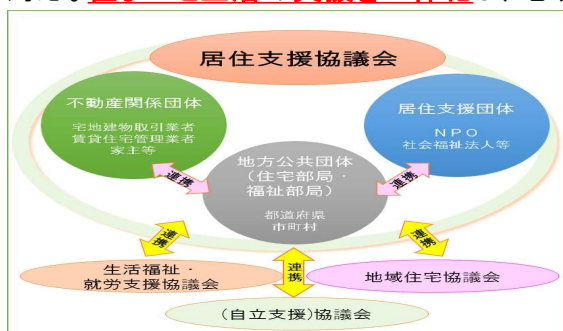 居住支援協議会
不動産関係団体
宅地建物取引業者
賃貸住宅管理業者
家主等
居住支援団体
NPO
社会福祉法人等
地方公共団体
(住宅部局・
福祉部局)
都道府県
市町村
連携
連携
連携
連携
連携
生活福祉・
就労支援協議会
地域住宅協議会
(自立支援)協議会